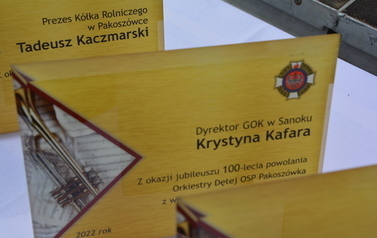 Prezes Kółka Rolniczego
w Pakoszówce
Tadeusz Kaczmarski
Z ok
Dyrektor GOK w Sanoku
Krystyna Kafara
Z okazji jubileuszu 100-lecia powołania
Orkiestry Dętej OSP Pakoszówka
z w
2022 rok